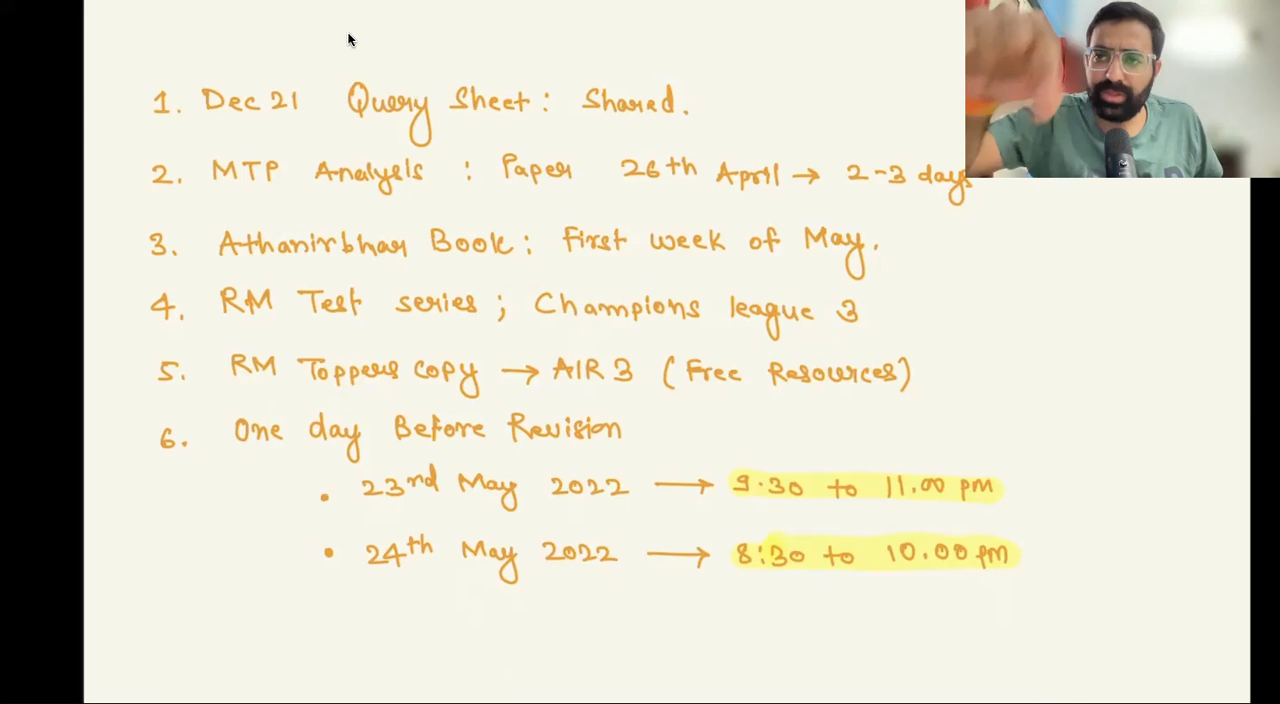 1. Dec 21 Query Sheet : Shared.
2. MTP Analysis : Paper 26th April → 2-3 days
3. Athanirbhar Book : First week of May.
4. RM Test series ; Champions league 3
5. RM Toppers copy → AIR 3 (Free Resources)
6. One day Before Revision
• 23rd May 2022 → 9.30 to 11.00 pm
• 24th May 2022 → 8:30 to 10.00 pm